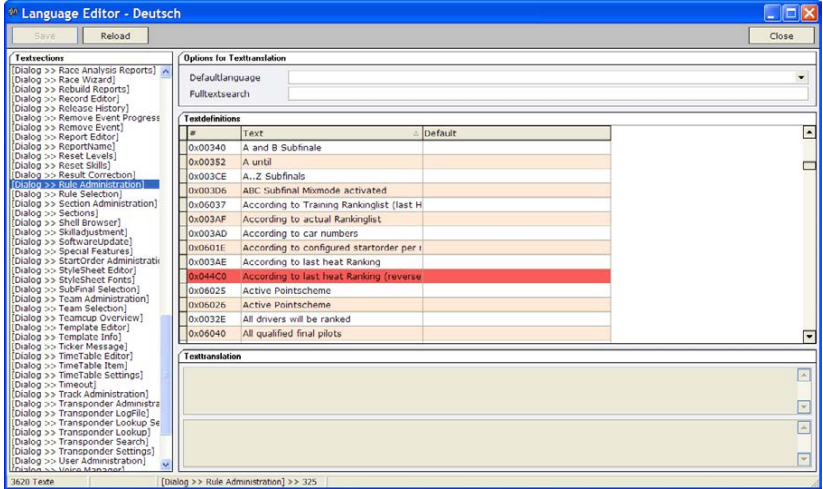 Language Editor - Deutsch
Save Reload Close
Textsections
[Dialog >> Race Analysis Reports]
[Dialog >> Race Wizard]
[Dialog >> Rebuild Reports]
[Dialog >> Record Editor]
[Dialog >> Release History]
[Dialog >> Remove Event Progress
[Dialog >> Remove Event]
[Dialog >> Report Editor]
[Dialog >> ReportName]
[Dialog >> Reset Levels]
[Dialog >> Reset Skills]
[Dialog >> Result Correction]
[Dialog >> Rule Administration]
[Dialog >> Rule Selection]
[Dialog >> Section Administration]
[Dialog >> Sections]
[Dialog >> Shell Browser]
[Dialog >> Skilladjustment]
[Dialog >> SoftwareUpdate]
[Dialog >> Special Features]
[Dialog >> StartOrder Administratio
[Dialog >> StyleSheet Editor]
[Dialog >> StyleSheet Fonts]
[Dialog >> SubFinal Selection]
[Dialog >> Team Administration]
[Dialog >> Team Selection]
[Dialog >> Teamcup Overview]
[Dialog >> Template Editor]
[Dialog >> Template Info]
[Dialog >> Ticker Message]
[Dialog >> TimeTable Editor]
[Dialog >> TimeTable Item]
[Dialog >> TimeTable Settings]
[Dialog >> Timeout]
[Dialog >> Track Administration]
[Dialog >> Transponder Administra
[Dialog >> Transponder LogFile]
[Dialog >> Transponder Lookup Se
[Dialog >> Transponder Lookup]
[Dialog >> Transponder Search]
[Dialog >> Transponder Settings]
[Dialog >> User Administration]
[Dialog >> Voice Manager]
Options for Texttranslation
Defaultlanguage
Fulltextsearch
Textdefinitions
# Text Default
0x00340 A and B Subfinale
0x00352 A until
0x003CE A..Z Subfinals
0x003D6 ABC Subfinal Mixmode activated
0x06037 According to Training Rankinglist (last H
0x003AF According to actual Rankinglist
0x003AD According to car numbers
0x0601E According to configured startorder per r
0x003AE According to last heat Ranking
0x044C0 According to last heat Ranking (reverse
0x06025 Active Pointscheme
0x06026 Active Pointscheme
0x0032E All drivers will be ranked
0x06040 All qualified final pilots
Texttranslation
3620 Texte [Dialog >> Rule Administration] >> 325